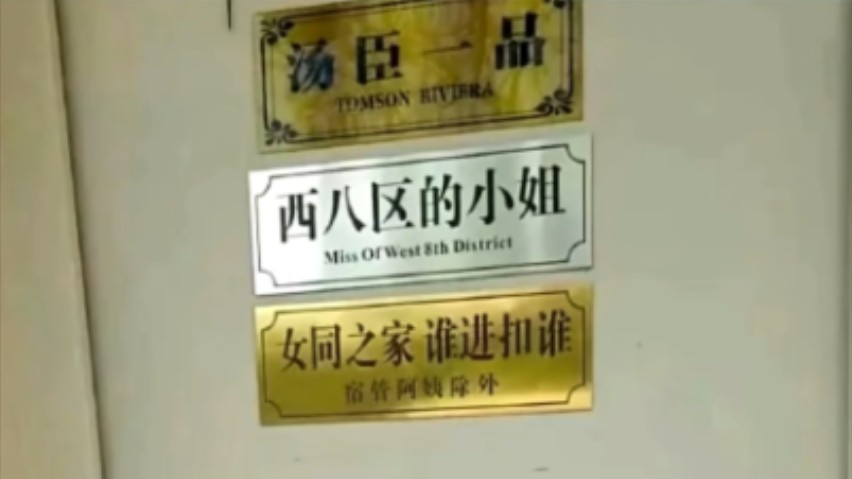 汤臣一品
TOMSON RIVIERA
西八区的小姐
Miss Of West 8th District
女同之家 谁进扣谁
宿管阿姨除外